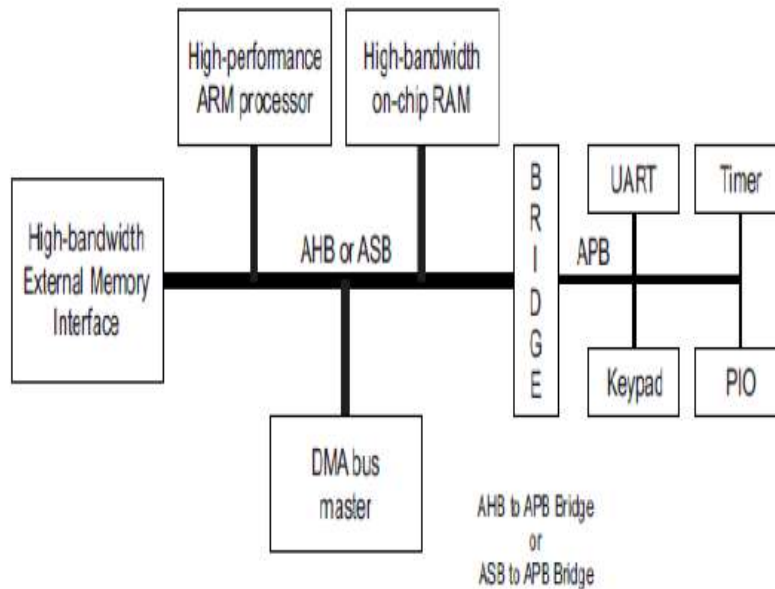 High-performance
ARM processor
High-bandwidth
on-chip RAM
High-bandwidth
External Memory
Interface
AHB or ASB
B
R
I
D
G
E
UART
Timer
APB
Keypad
PIO
DMA bus
master
AHB to APB Bridge
or
ASB to APB Bridge